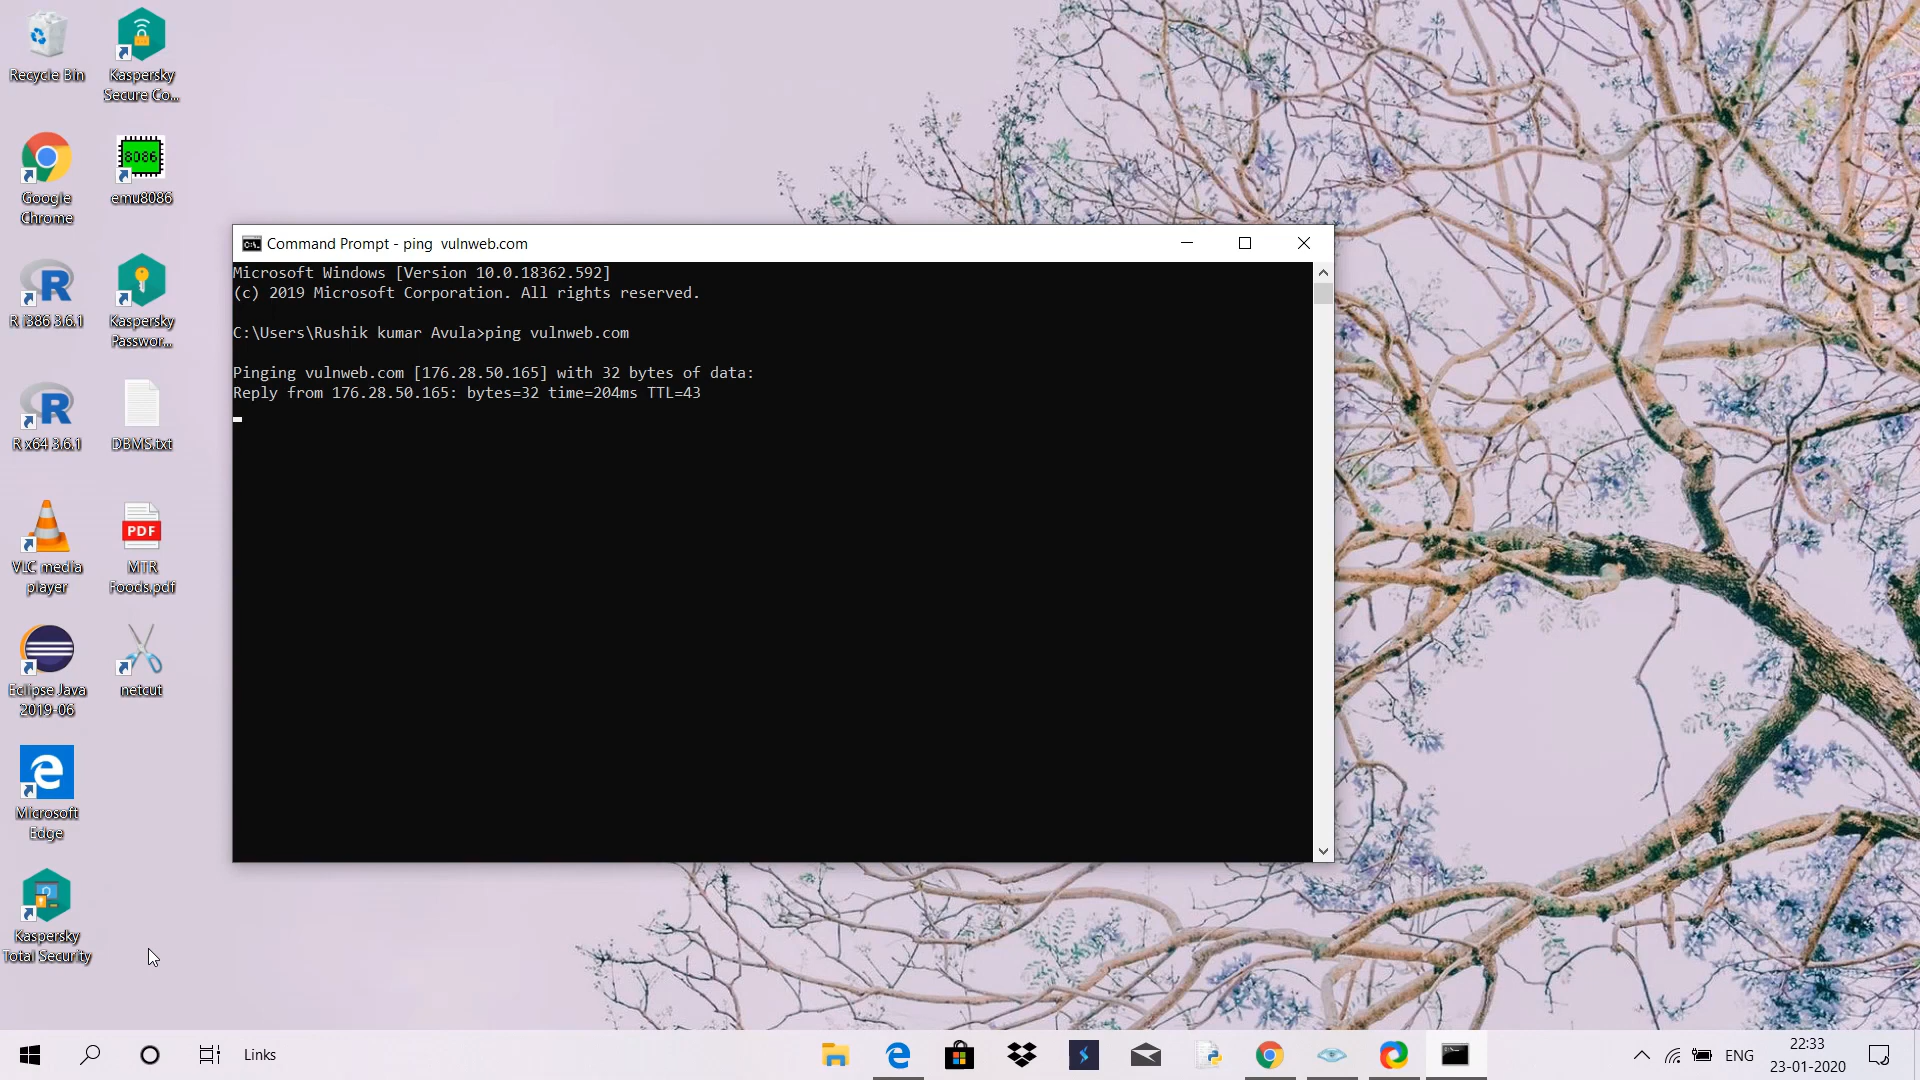 Recycle Bin
Kaspersky
Secure Co...
Google
Chrome
8086
emu8086
R i386 3.6.1
Kaspersky
Passwor...
R x64 3.6.1
DBMS.txt
VLC media
player
PDF
MTR
Foods.pdf
Eclipse Java
2019-06
netcut
Microsoft
Edge
Kaspersky
Total Security
Command Prompt - ping  vulnweb.com
Microsoft Windows [Version 10.0.18362.592]
(c) 2019 Microsoft Corporation. All rights reserved.
C:\Users\Rushik kumar Avula>ping vulnweb.com
Pinging vulnweb.com [176.28.50.165] with 32 bytes of data:
Reply from 176.28.50.165: bytes=32 time=204ms TTL=43
Links
ENG
22:33
23-01-2020